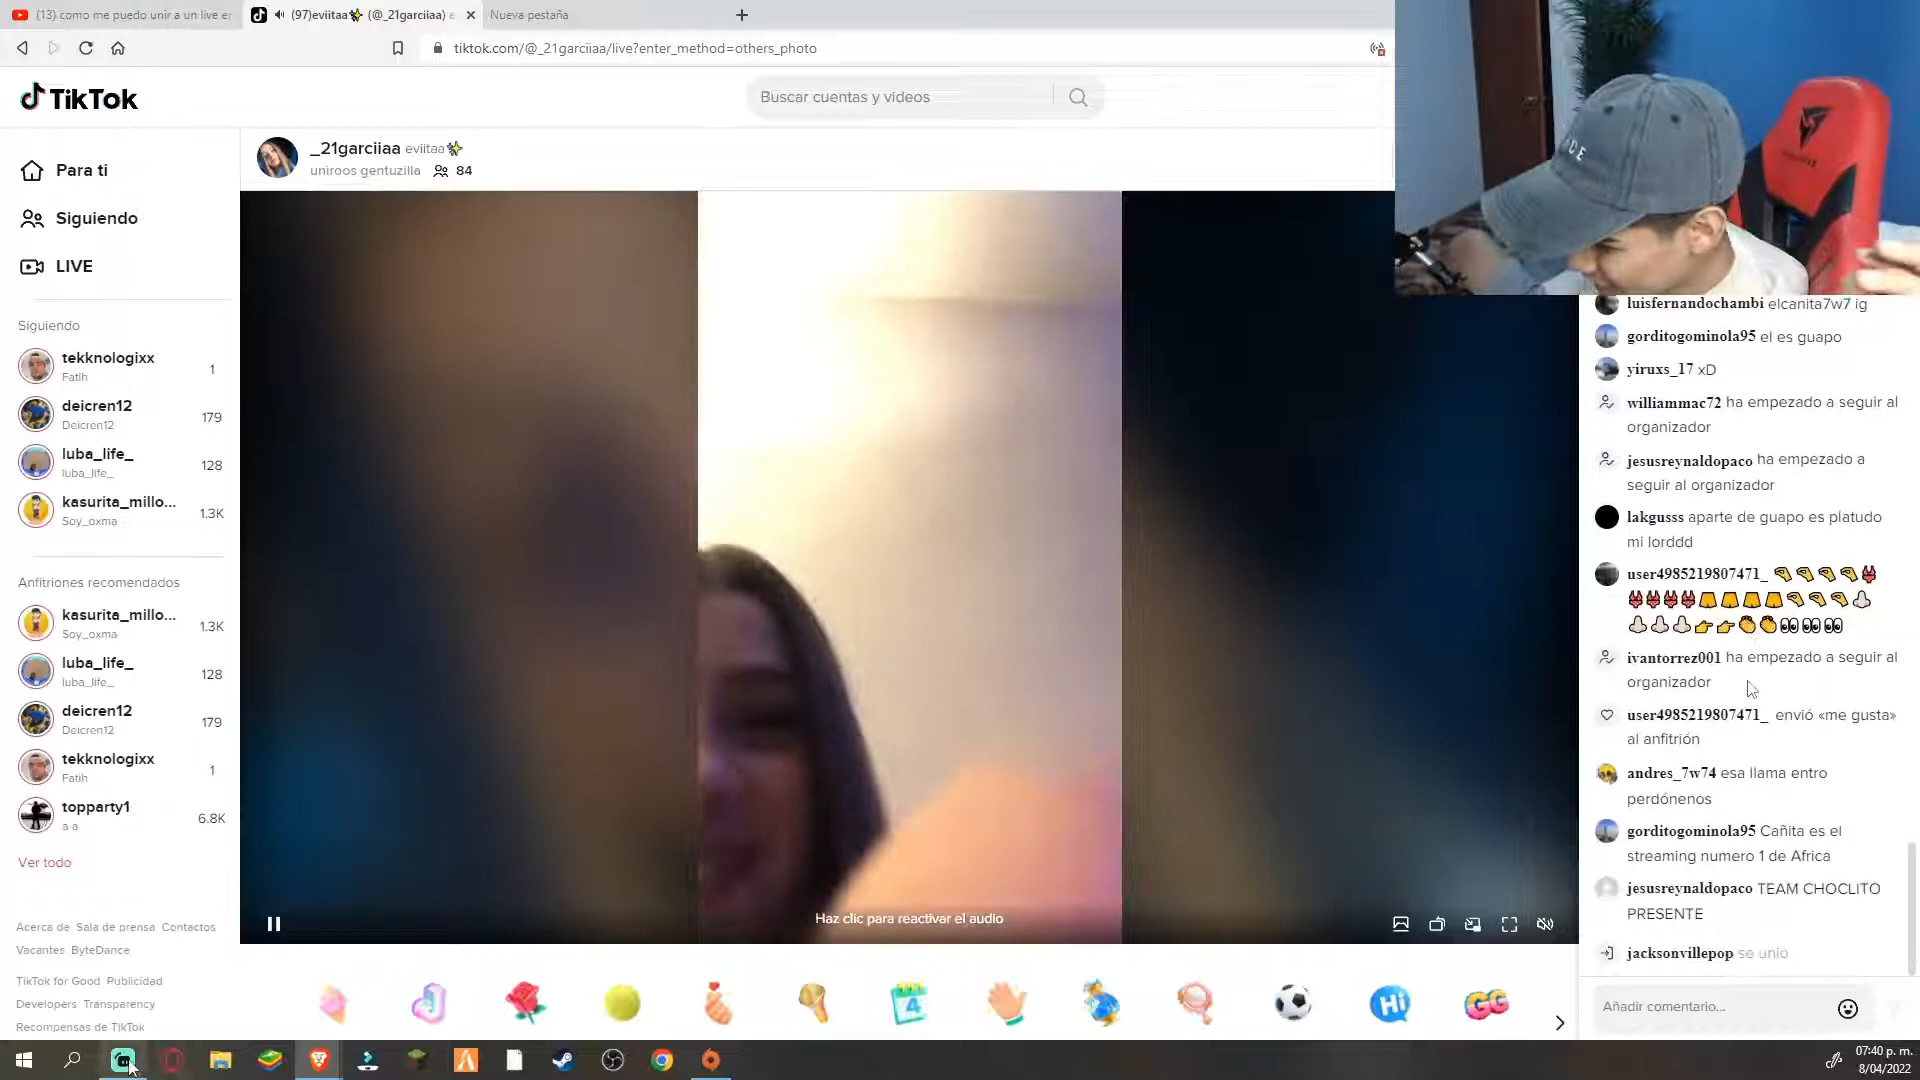 (13) como me puedo unir a un live en
(97)eviitaa✨ (@_21garciiaa) e
Nueva pestaña
tiktok.com/@_21garciiaa/live?enter_method=others_photo
TikTok
Buscar cuentas y videos
_21garciiaa eviitaa✨
uniroos gentuzilla 84
Para ti
Siguiendo
LIVE
Siguiendo
tekknologixx
Fatih
1
deicren12
Deicren12
179
luba_life_
luba_life_
128
kasurita_millo...
Soy_oxma
1.3K
Anfitriones recomendados
kasurita_millo...
Soy_oxma
1.3K
luba_life_
luba_life_
128
deicren12
Deicren12
179
tekknologixx
Fatih
1
topparty1
a a
6.8K
Ver todo
Acerca de Sala de prensa Contactos
Vacantes ByteDance
TikTok for Good Publicidad
Developers Transparency
Recompensas de TikTok
Haz clic para reactivar el audio
luisfernandochambi elcanita7w7 ig
gorditogominola95 el es guapo
yiruxs_17 xD
williammac72 ha empezado a seguir al
organizador
jesusreynaldopaco ha empezado a
seguir al organizador
lakgusss aparte de guapo es platudo
mi lorddd
user4985219807471_ 🤏🤏🤏🤏👙
👙👙👙👙🩳🩳🩳🩳🤏🤏🤏👃
👃👃👃👉👉👏👏👀👀👀
ivantorrez001 ha empezado a seguir al
organizador
user4985219807471_ envió «me gusta»
al anfitrión
andres_7w74 esa llama entro
perdónenos
gorditogominola95 Cañita es el
streaming numero 1 de Africa
jesusreynaldopaco TEAM CHOCLITO
PRESENTE
jacksonvillepop se unio
Añadir comentario...
4
Hi
GG
07:40 p. m.
8/04/2022